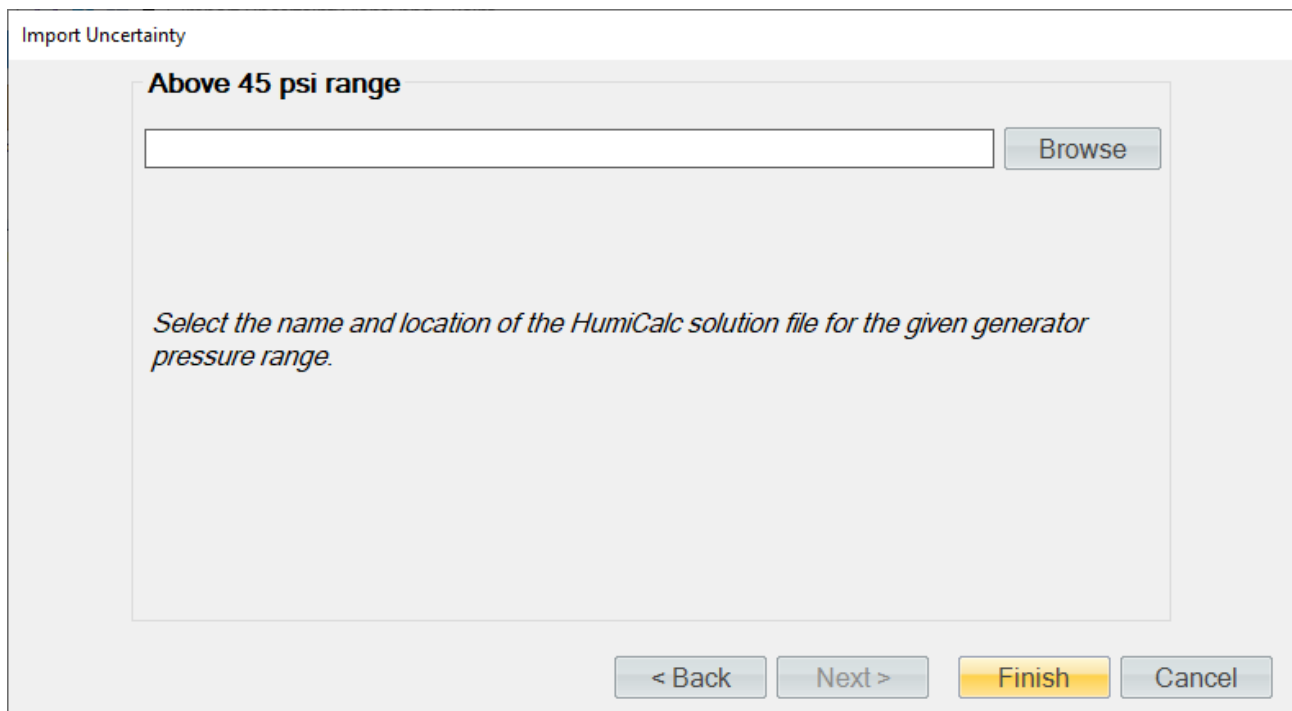 Import Uncertainty
Above 45 psi range
Browse
Select the name and location of the HumiCalc solution file for the given generator
pressure range.
< Back
Next >
Finish
Cancel